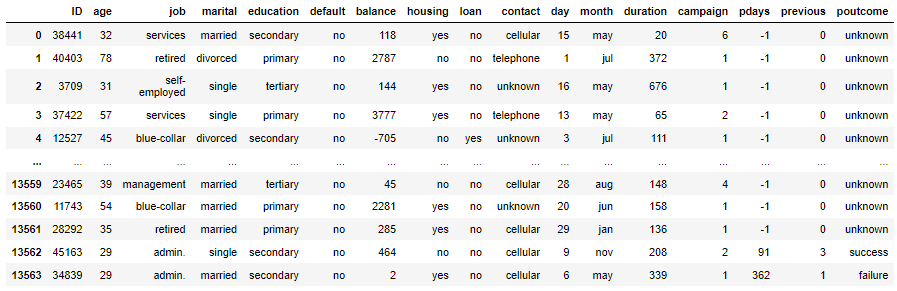 ID age job marital education default balance housing loan contact day month duration campaign pdays previous poutcome
0 38441 32 services married secondary no 118 yes no cellular 15 may 20 6 -1 0 unknown
1 40403 78 retired divorced primary no 2787 no no telephone 1 jul 372 1 -1 0 unknown
2 3709 31 self-employed single tertiary no 144 yes no unknown 16 may 676 1 -1 0 unknown
3 37422 57 services single primary no 3777 yes no telephone 13 may 65 2 -1 0 unknown
4 12527 45 blue-collar divorced secondary no -705 no yes unknown 3 jul 111 1 -1 0 unknown
... ... ... ... ... ... ... ... ... ... ... ... ... ... ... ... ... ...
13559 23465 39 management married tertiary no 45 no no cellular 28 aug 148 4 -1 0 unknown
13560 11743 54 blue-collar married primary no 2281 yes no unknown 20 jun 158 1 -1 0 unknown
13561 28292 35 retired married primary no 285 yes no cellular 29 jan 136 1 -1 0 unknown
13562 45163 29 admin. single secondary no 464 no no cellular 9 nov 208 2 91 3 success
13563 34839 29 admin. married secondary no 2 yes no cellular 6 may 339 1 362 1 failure